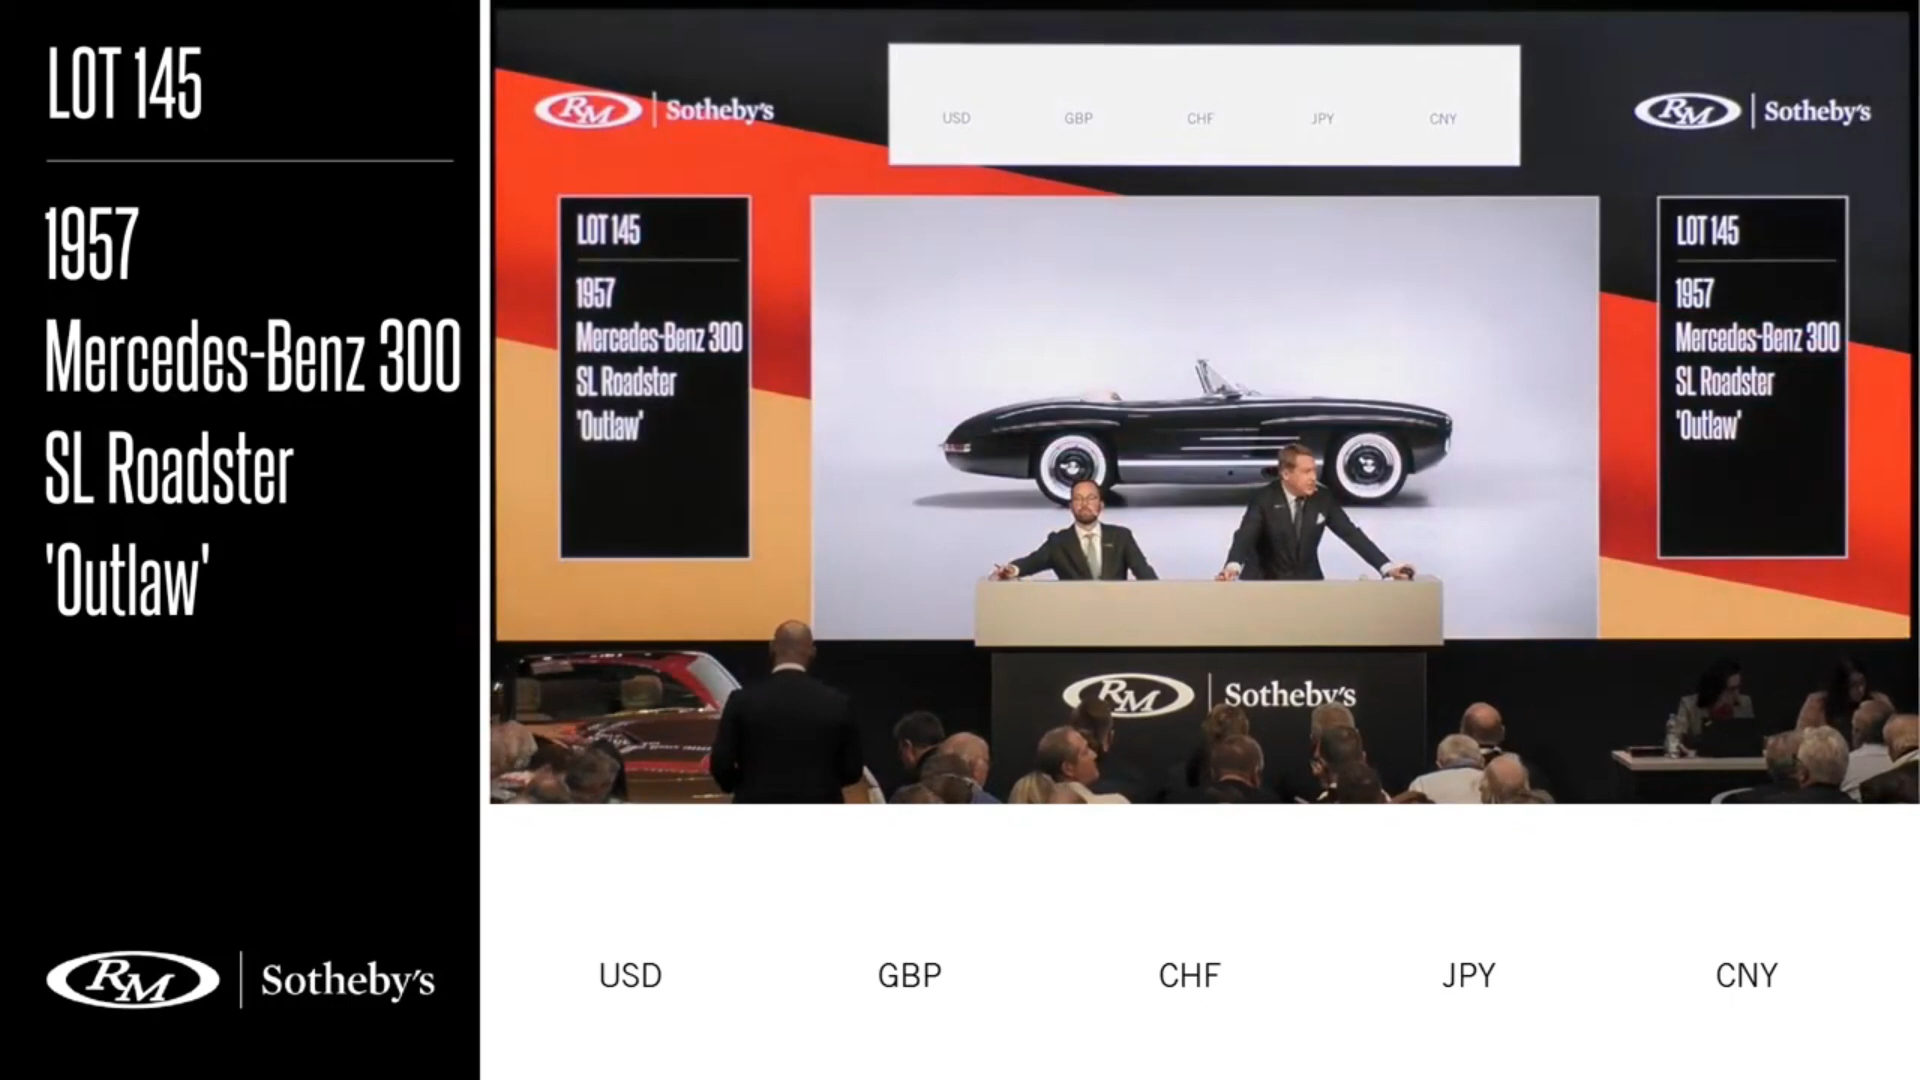 LOT 145
1957
Mercedes-Benz 300
SL Roadster
'Outlaw'
RM | Sotheby's
RM | Sotheby's
USD GBP CHF JPY CNY
RM | Sotheby's
LOT 145
1957
Mercedes-Benz 300
SL Roadster
'Outlaw'
LOT 145
1957
Mercedes-Benz 300
SL Roadster
'Outlaw'
RM | Sotheby's
USD GBP CHF JPY CNY